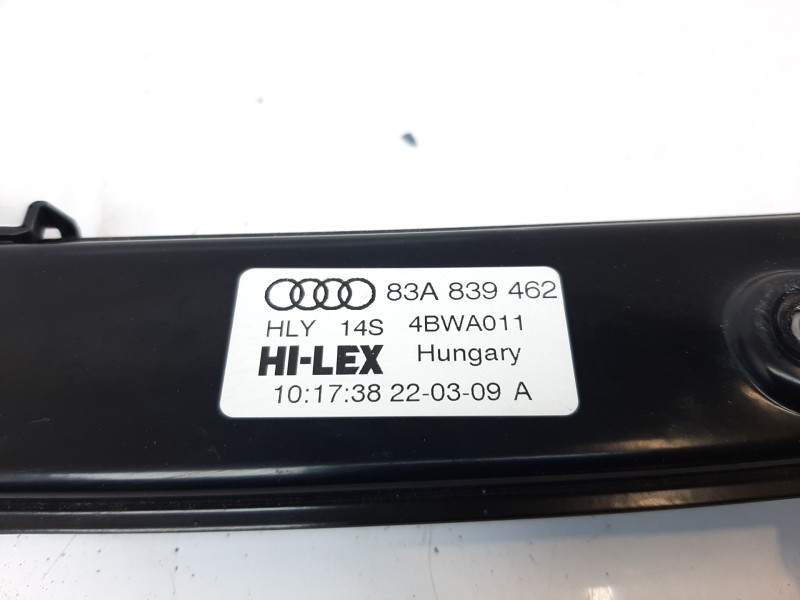 83A 839 462
HLY 14S 4BWA011
HI-LEX Hungary
10:17:38 22-03-09 A